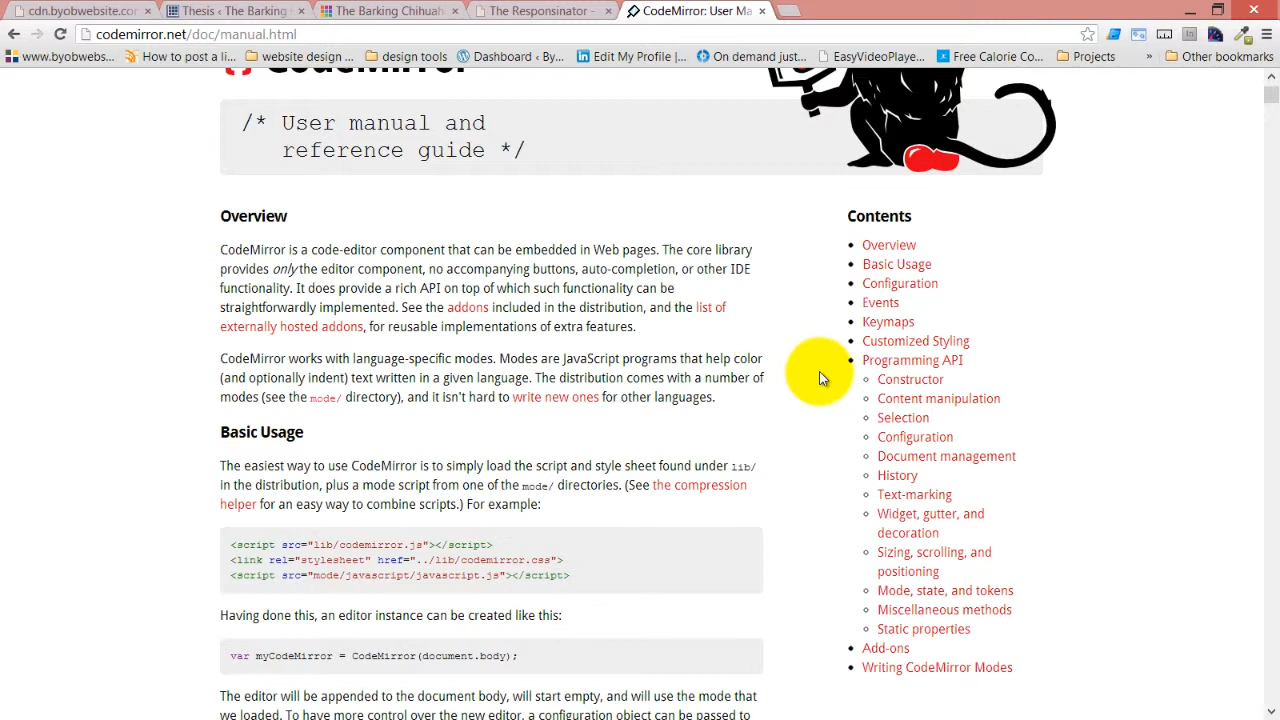 cdn.byobwebsite.com
Thesis ‹ The Barking
The Barking Chihuah
The Responsinator -
CodeMirror: User Ma
codemirror.net/doc/manual.html
www.byobwebs...
How to post a li...
website design ...
design tools
Dashboard ‹ By...
Edit My Profile |...
On demand just...
EasyVideoPlaye...
Free Calorie Co...
Projects
»
Other bookmarks
{} CodeMirror
/* User manual and
reference guide */
Overview
CodeMirror is a code-editor component that can be embedded in Web pages. The core library
provides only the editor component, no accompanying buttons, auto-completion, or other IDE
functionality. It does provide a rich API on top of which such functionality can be
straightforwardly implemented. See the addons included in the distribution, and the list of
externally hosted addons, for reusable implementations of extra features.
CodeMirror works with language-specific modes. Modes are JavaScript programs that help color
(and optionally indent) text written in a given language. The distribution comes with a number of
modes (see the mode/ directory), and it isn't hard to write new ones for other languages.
Basic Usage
The easiest way to use CodeMirror is to simply load the script and style sheet found under lib/
in the distribution, plus a mode script from one of the mode/ directories. (See the compression
helper for an easy way to combine scripts.) For example:
<script src="lib/codemirror.js"></script>
<link rel="stylesheet" href="../lib/codemirror.css">
<script src="mode/javascript/javascript.js"></script>
Having done this, an editor instance can be created like this:
var myCodeMirror = CodeMirror(document.body);
The editor will be appended to the document body, will start empty, and will use the mode that
we loaded. To have more control over the new editor, a configuration object can be passed to
Contents
• Overview
• Basic Usage
• Configuration
• Events
• Keymaps
• Customized Styling
• Programming API
◦ Constructor
◦ Content manipulation
◦ Selection
◦ Configuration
◦ Document management
◦ History
◦ Text-marking
◦ Widget, gutter, and
decoration
◦ Sizing, scrolling, and
positioning
◦ Mode, state, and tokens
◦ Miscellaneous methods
◦ Static properties
• Add-ons
• Writing CodeMirror Modes